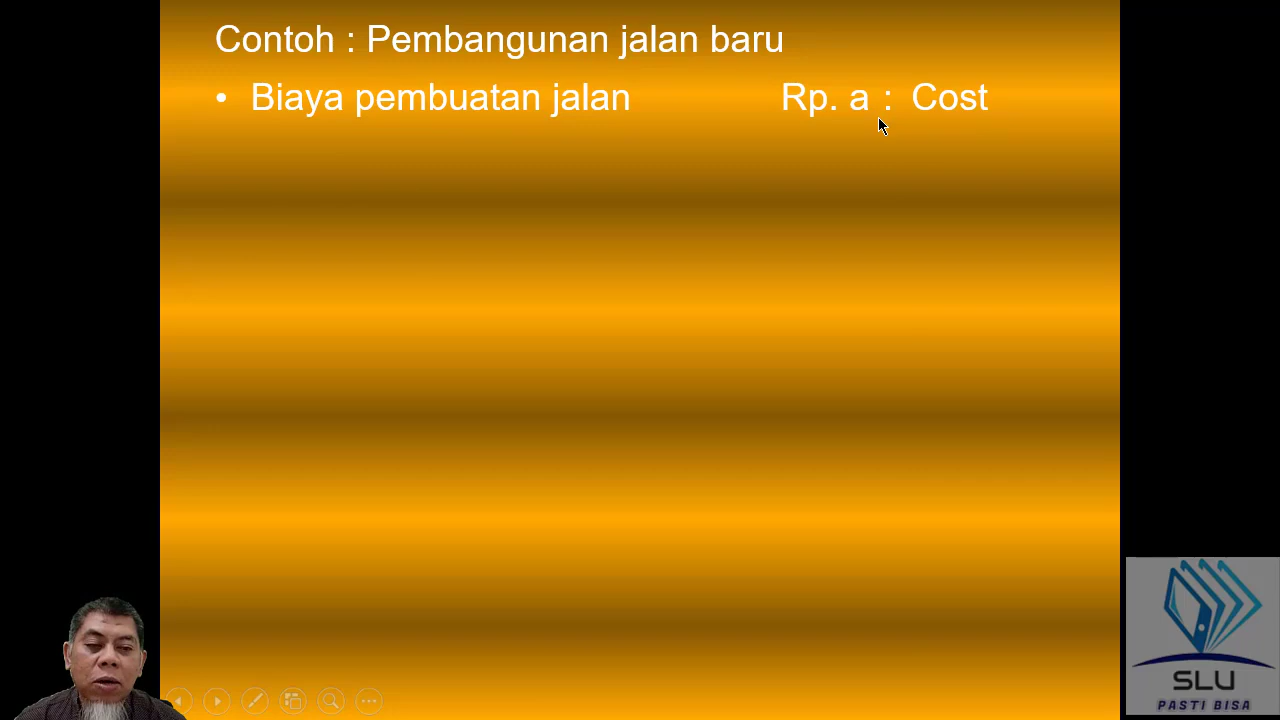 Contoh : Pembangunan jalan baru
• Biaya pembuatan jalan Rp. a : Cost
SLU
PASTI BISA